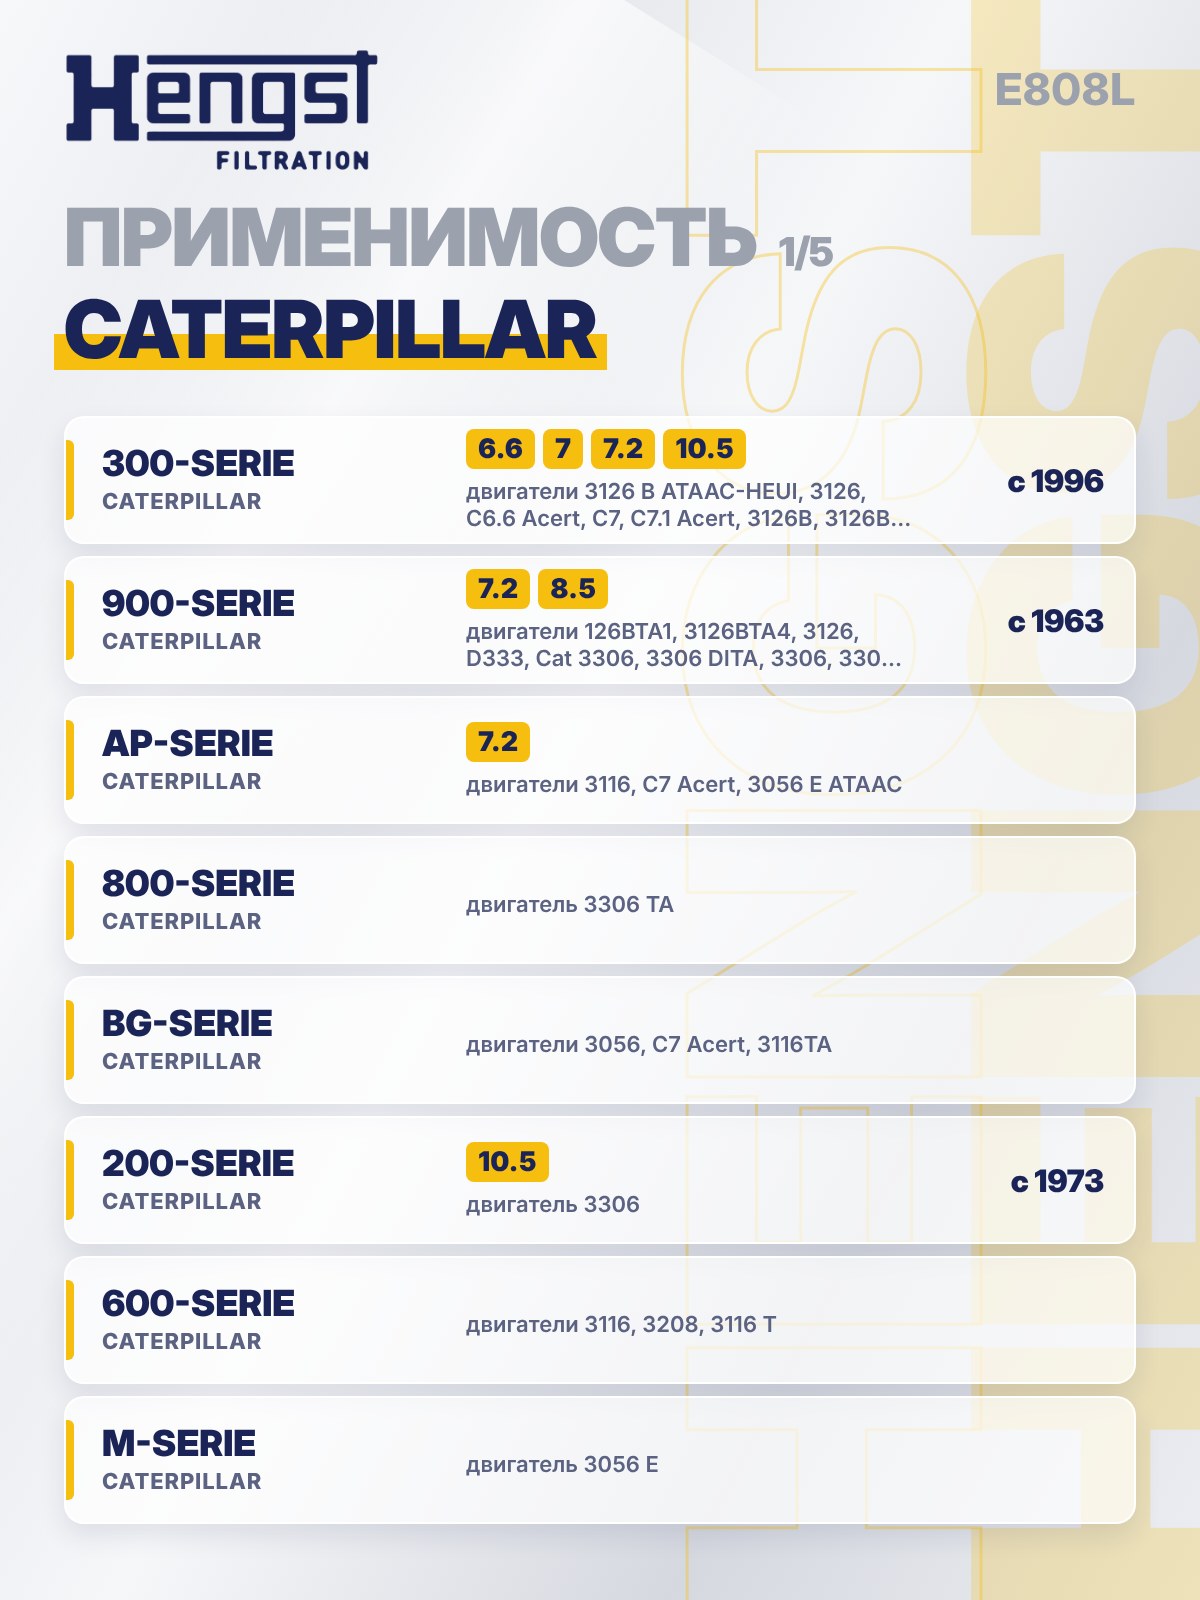 Hengst
FILTRATION
E808L
ПРИМЕНИМОСТЬ 1/5
CATERPILLAR
300-SERIE
CATERPILLAR
6.6 7 7.2 10.5
двигатели 3126 B ATAAC-HEUI, 3126,
C6.6 Acert, C7, C7.1 Acert, 3126B, 3126B...
с 1996
900-SERIE
CATERPILLAR
7.2 8.5
двигатели 126BTA1, 3126BTA4, 3126,
D333, Cat 3306, 3306 DITA, 3306, 330...
с 1963
AP-SERIE
CATERPILLAR
7.2
двигатели 3116, C7 Acert, 3056 E ATAAC
800-SERIE
CATERPILLAR
двигатель 3306 TA
BG-SERIE
CATERPILLAR
двигатели 3056, C7 Acert, 3116TA
200-SERIE
CATERPILLAR
10.5
двигатель 3306
с 1973
600-SERIE
CATERPILLAR
двигатели 3116, 3208, 3116 T
M-SERIE
CATERPILLAR
двигатель 3056 E
HENGST
HENGST